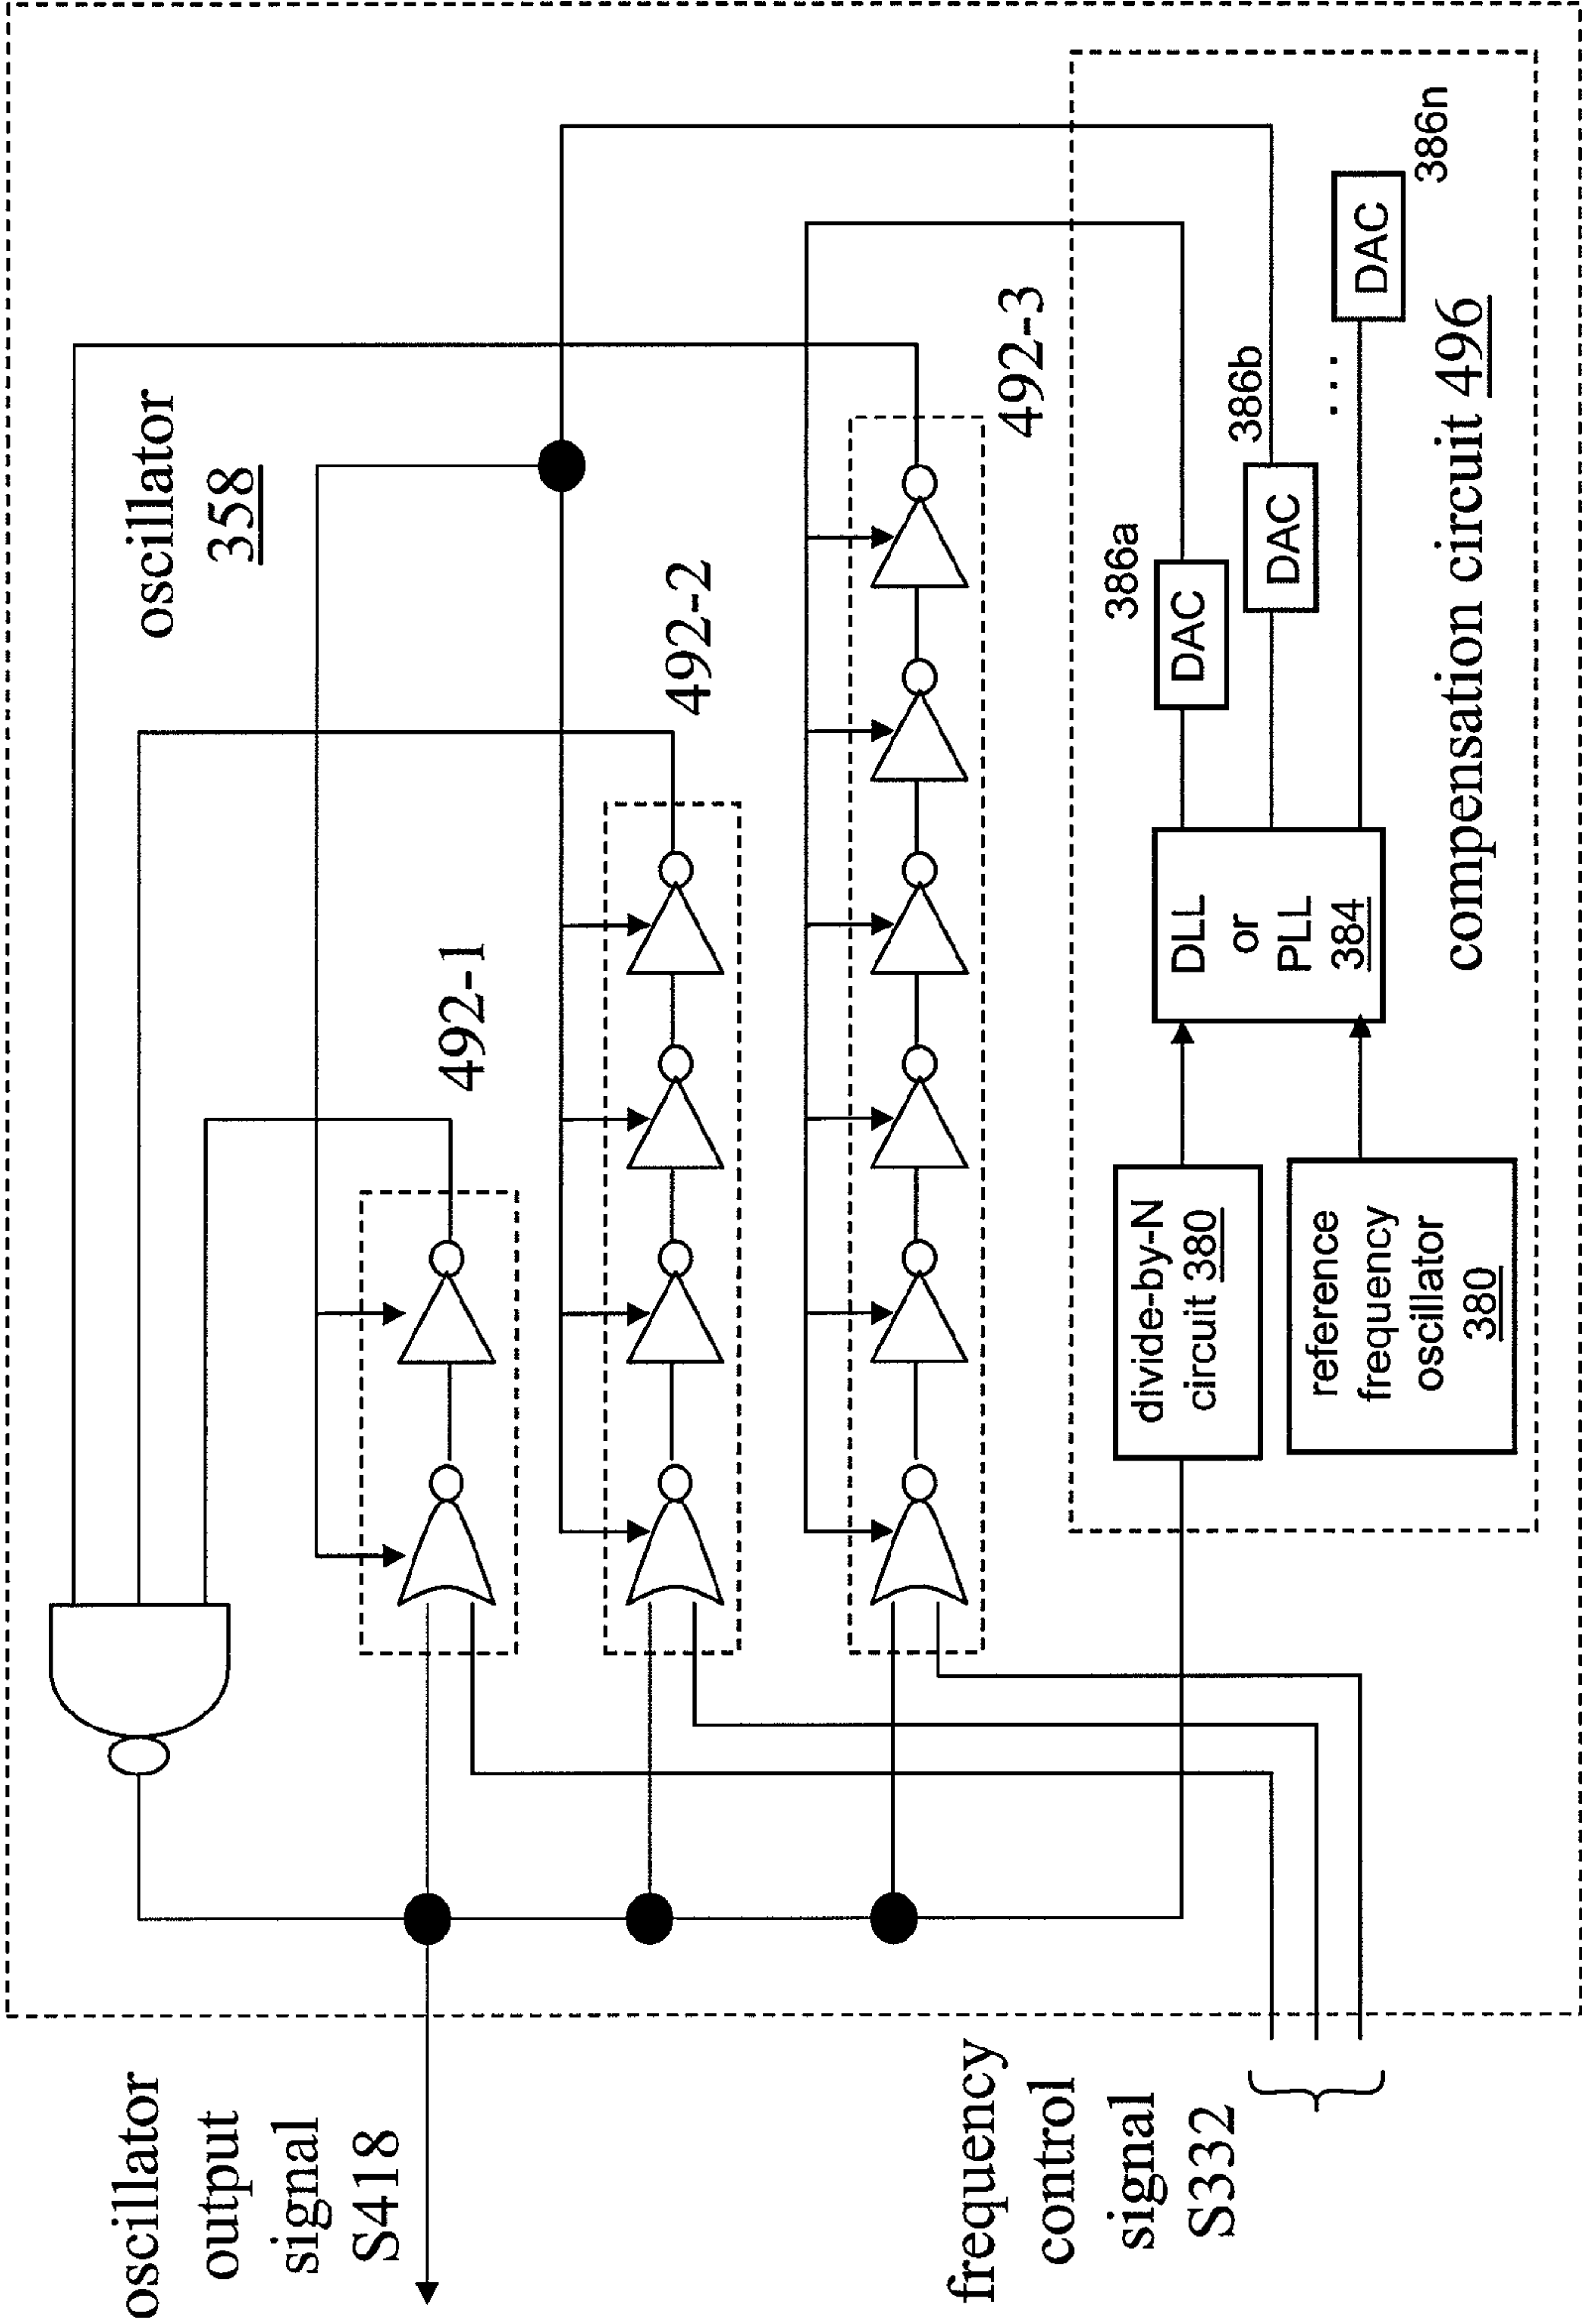 oscillator
output
signal
S418
frequency
control
signal
S332
oscillator
358
492-1
492-2
492-3
divide-by-N
circuit 380
reference
frequency
oscillator
380
DLL
or
PLL
384
DAC
386a
DAC
386b
...
DAC
386n
compensation circuit 496